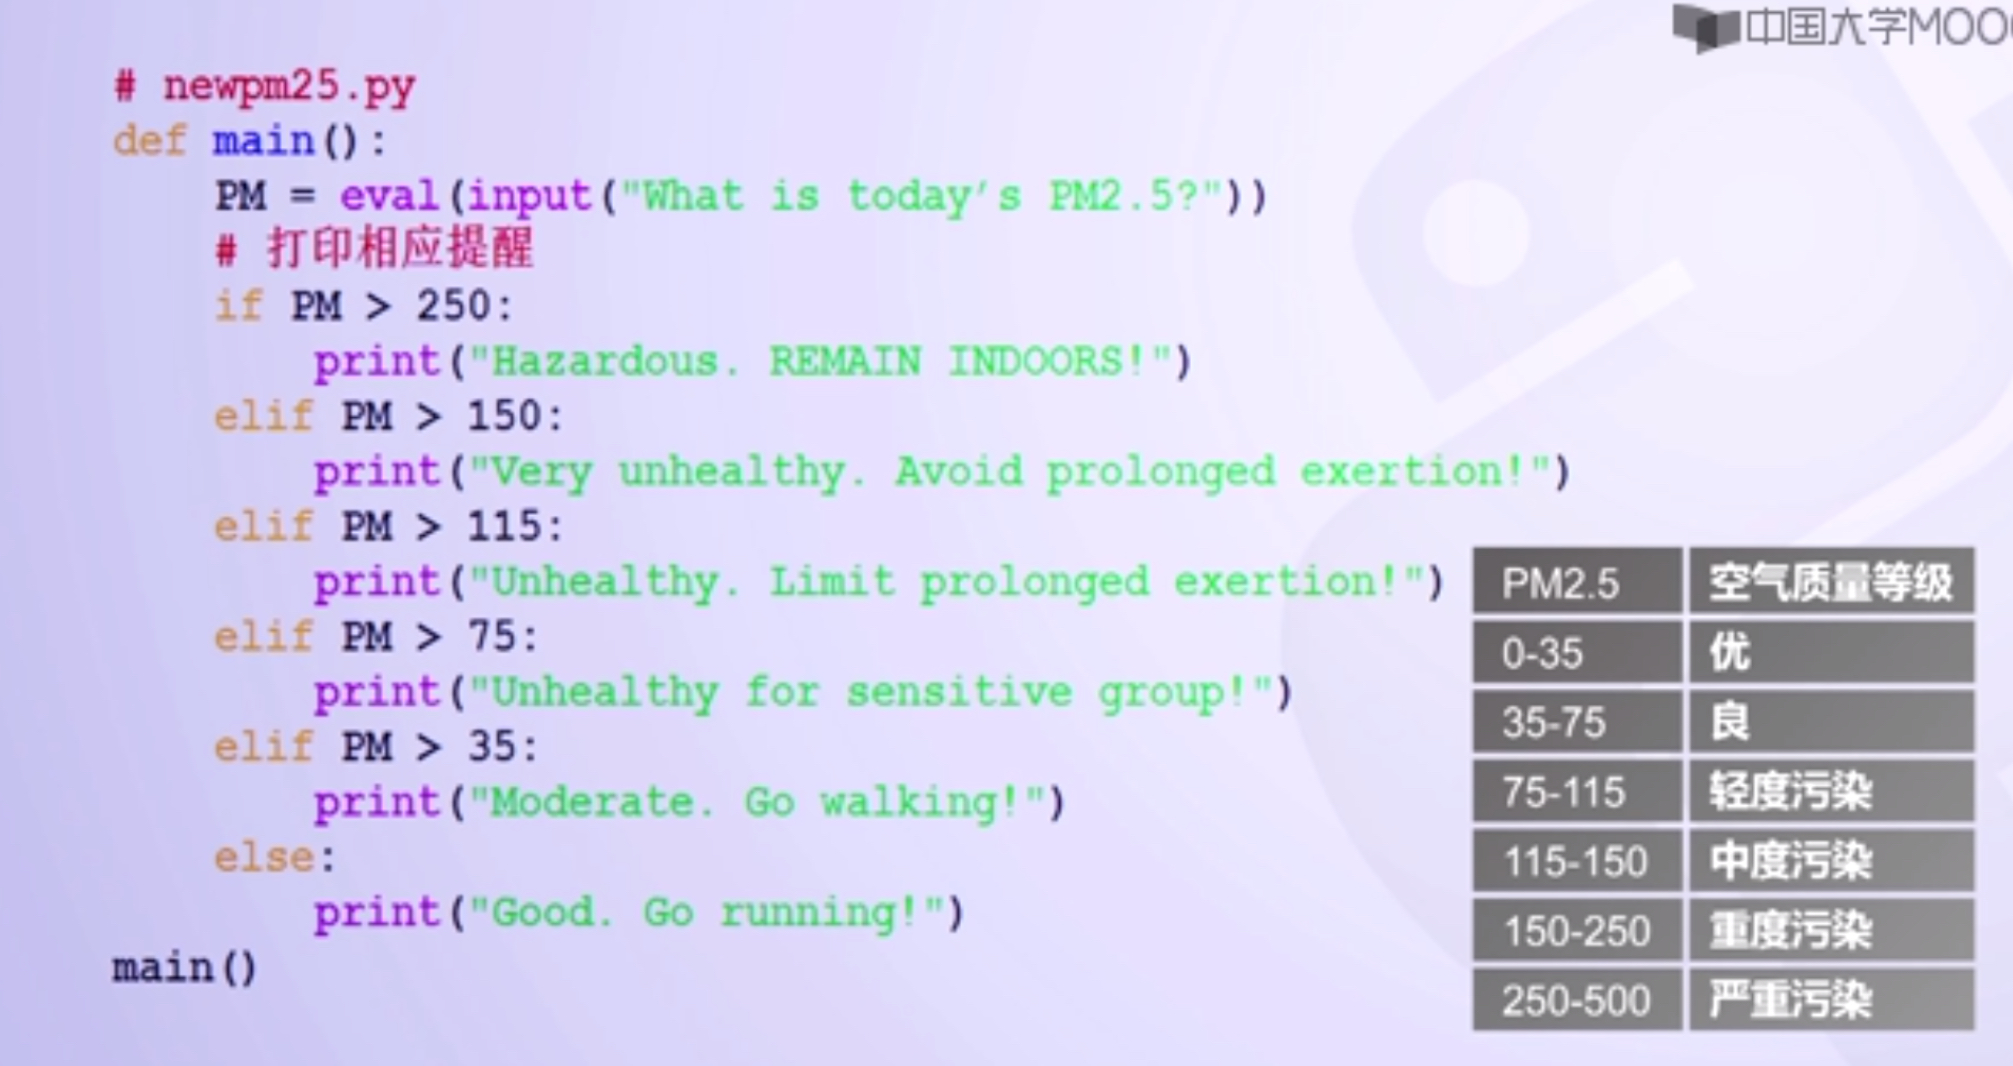 中国大学MOO
# newpm25.py
def main():
    PM = eval(input("What is today's PM2.5?"))
    # 打印相应提醒
    if PM > 250:
        print("Hazardous. REMAIN INDOORS!")
    elif PM > 150:
        print("Very unhealthy. Avoid prolonged exertion!")
    elif PM > 115:
        print("Unhealthy. Limit prolonged exertion!")
    elif PM > 75:
        print("Unhealthy for sensitive group!")
    elif PM > 35:
        print("Moderate. Go walking!")
    else:
        print("Good. Go running!")
main()
PM2.5 空气质量等级
0-35 优
35-75 良
75-115 轻度污染
115-150 中度污染
150-250 重度污染
250-500 严重污染